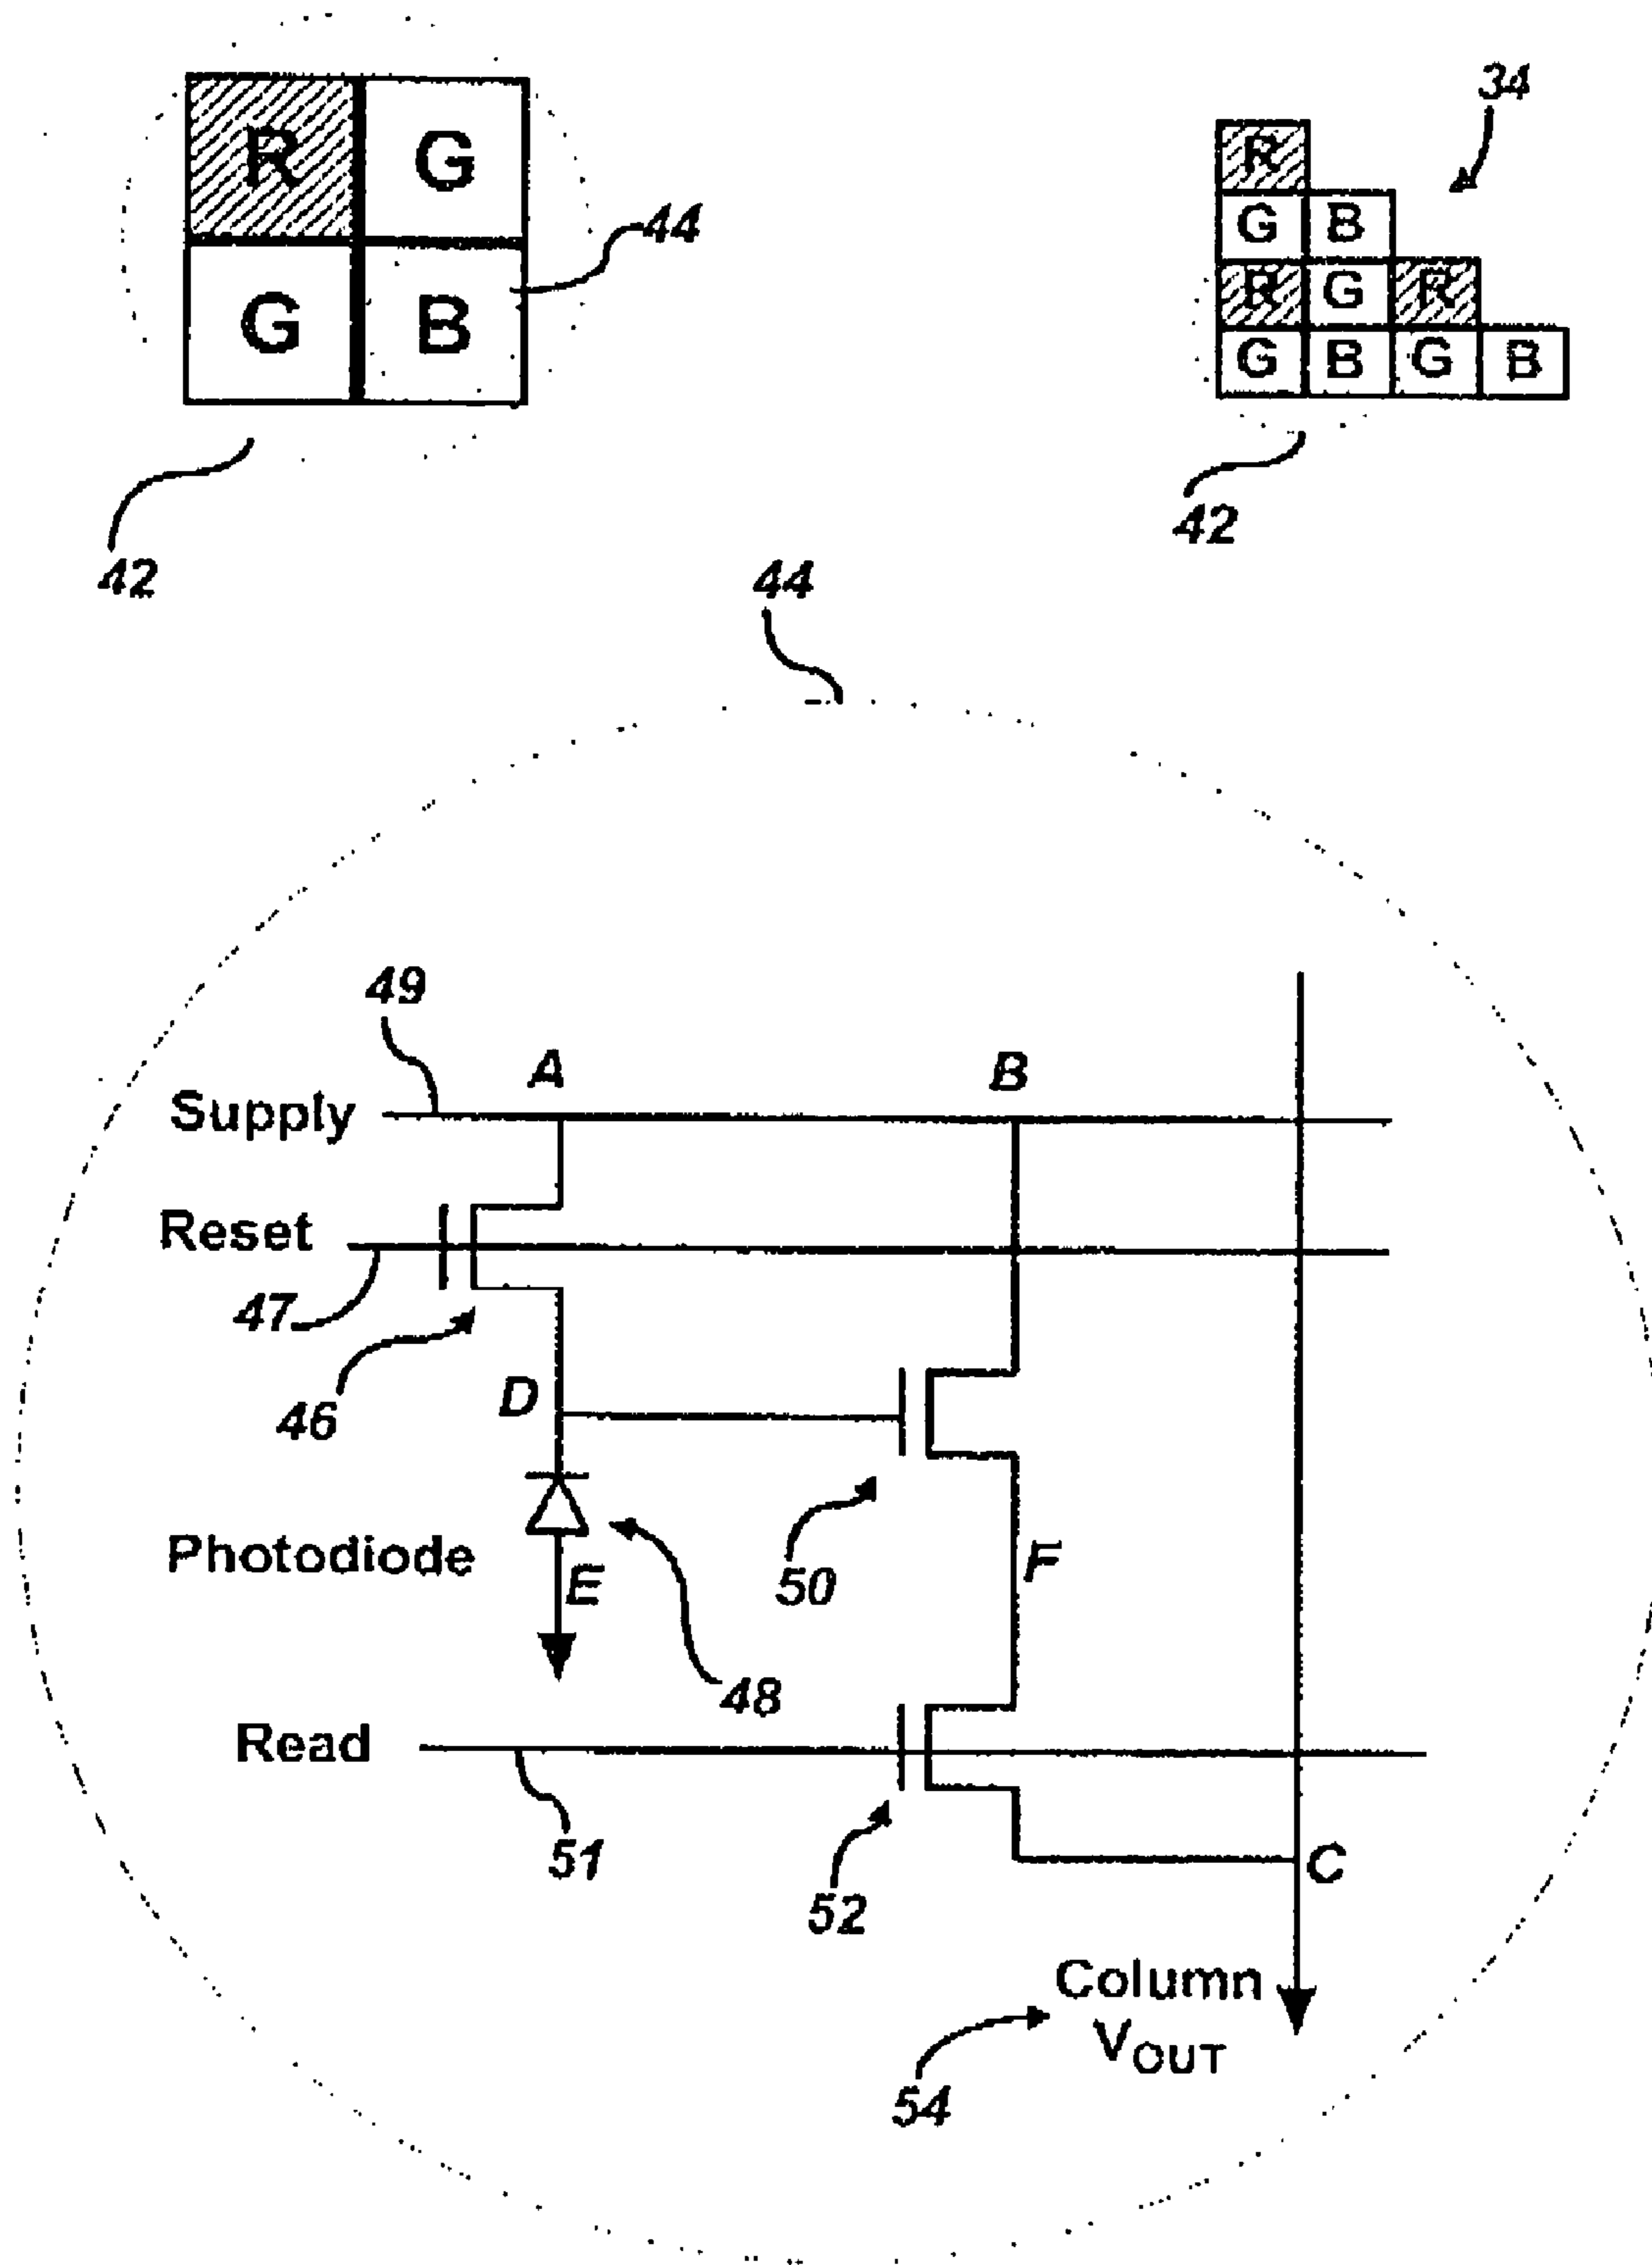 R G
G B
44
42
34
R
G B
R G R
G B G B
42
44
49
A
B
Supply
Reset
47
46
D
Photodiode
E
48
50
F
Read
51
52
C
Column
VOUT
54